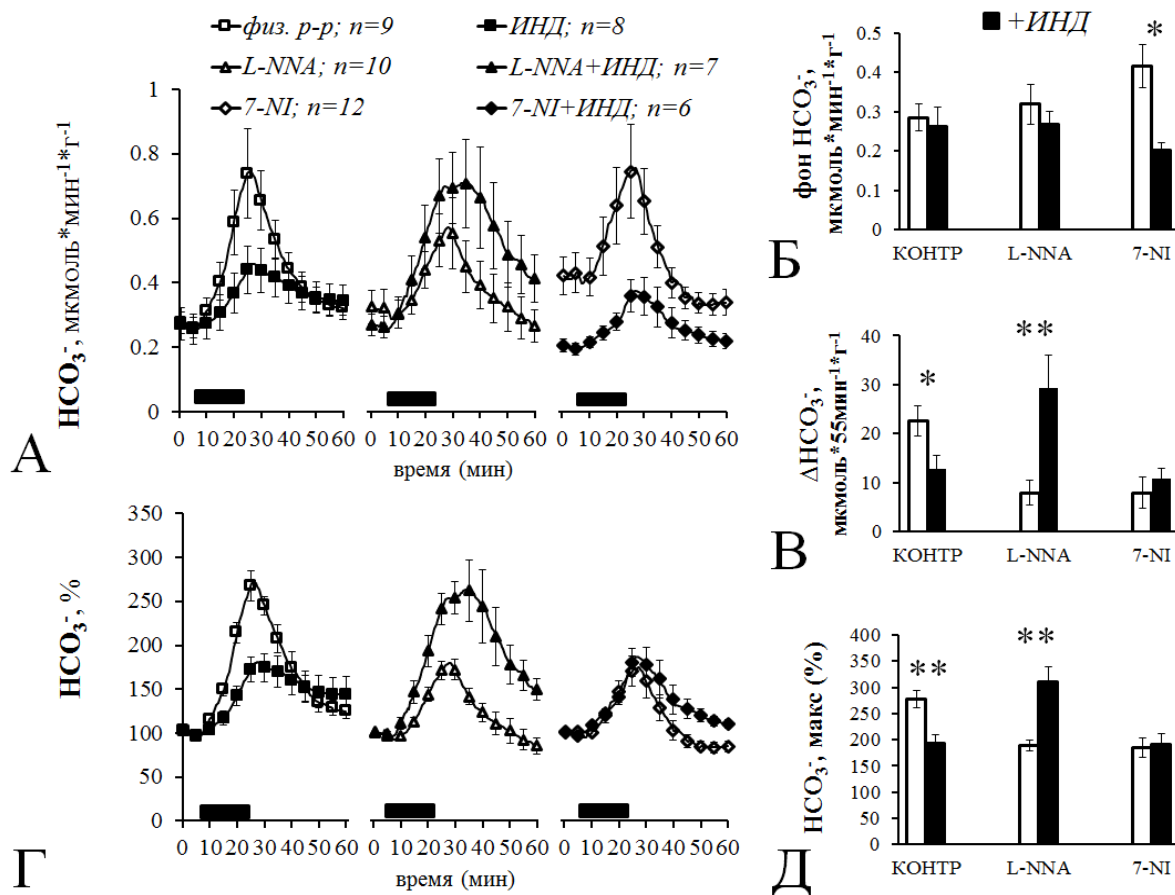 физ. р-р; n=9
ИНД; n=8
L-NNA; n=10
L-NNA+ИНД; n=7
7-NI; n=12
7-NI+ИНД; n=6
HCO₃⁻, мкмоль*мин⁻¹*г⁻¹
1
0.8
0.6
0.4
0.2
0
0 10 20 30 40 50 60
0 10 20 30 40 50 60
0 10 20 30 40 50 60
время (мин)
А
+ИНД
фон HCO₃⁻,
мкмоль*мин⁻¹*г⁻¹
0.5
0.4
0.3
0.2
0.1
0
*
КОНТР L-NNA 7-NI
Б
ΔHCO₃⁻,
мкмоль*55мин⁻¹*г⁻¹
40
30
20
10
0
*
**
КОНТР L-NNA 7-NI
В
HCO₃⁻, %
350
300
250
200
150
100
50
0
0 10 20 30 40 50 60
0 10 20 30 40 50 60
0 10 20 30 40 50 60
время (мин)
Г
HCO₃⁻, макс (%)
400
350
300
250
200
150
100
50
0
**
**
КОНТР L-NNA 7-NI
Д